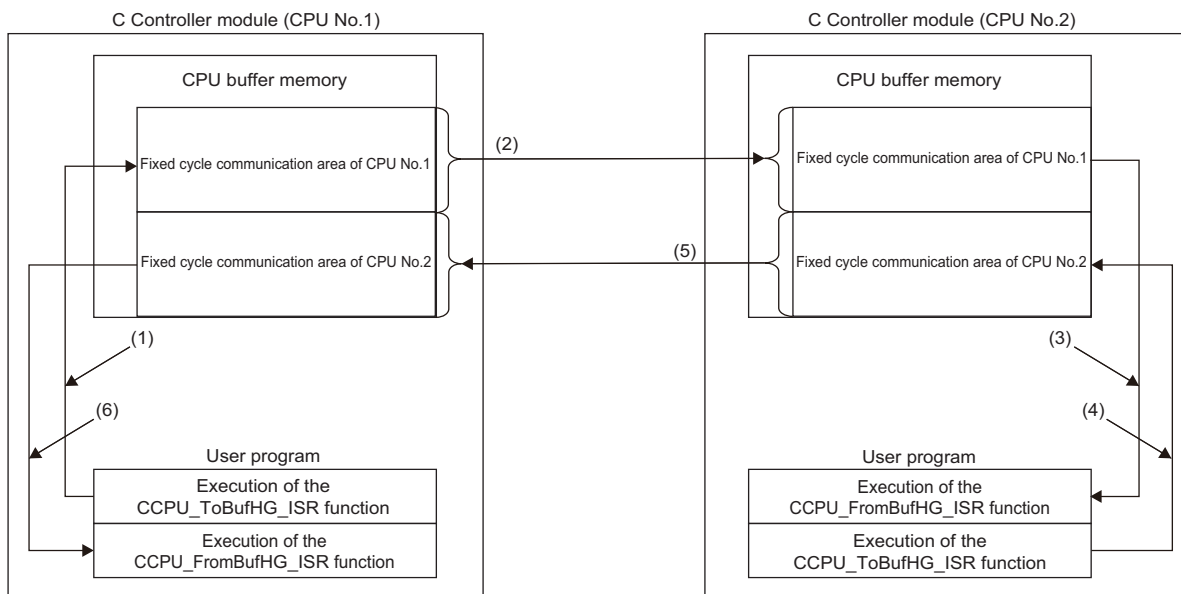 C Controller module (CPU No.1)
C Controller module (CPU No.2)
CPU buffer memory
CPU buffer memory
Fixed cycle communication area of CPU No.1
(2)
Fixed cycle communication area of CPU No.1
Fixed cycle communication area of CPU No.2
(5)
Fixed cycle communication area of CPU No.2
(1)
(3)
(6)
(4)
User program
User program
Execution of the
CCPU_ToBufHG_ISR function
Execution of the
CCPU_FromBufHG_ISR function
Execution of the
CCPU_FromBufHG_ISR function
Execution of the
CCPU_ToBufHG_ISR function